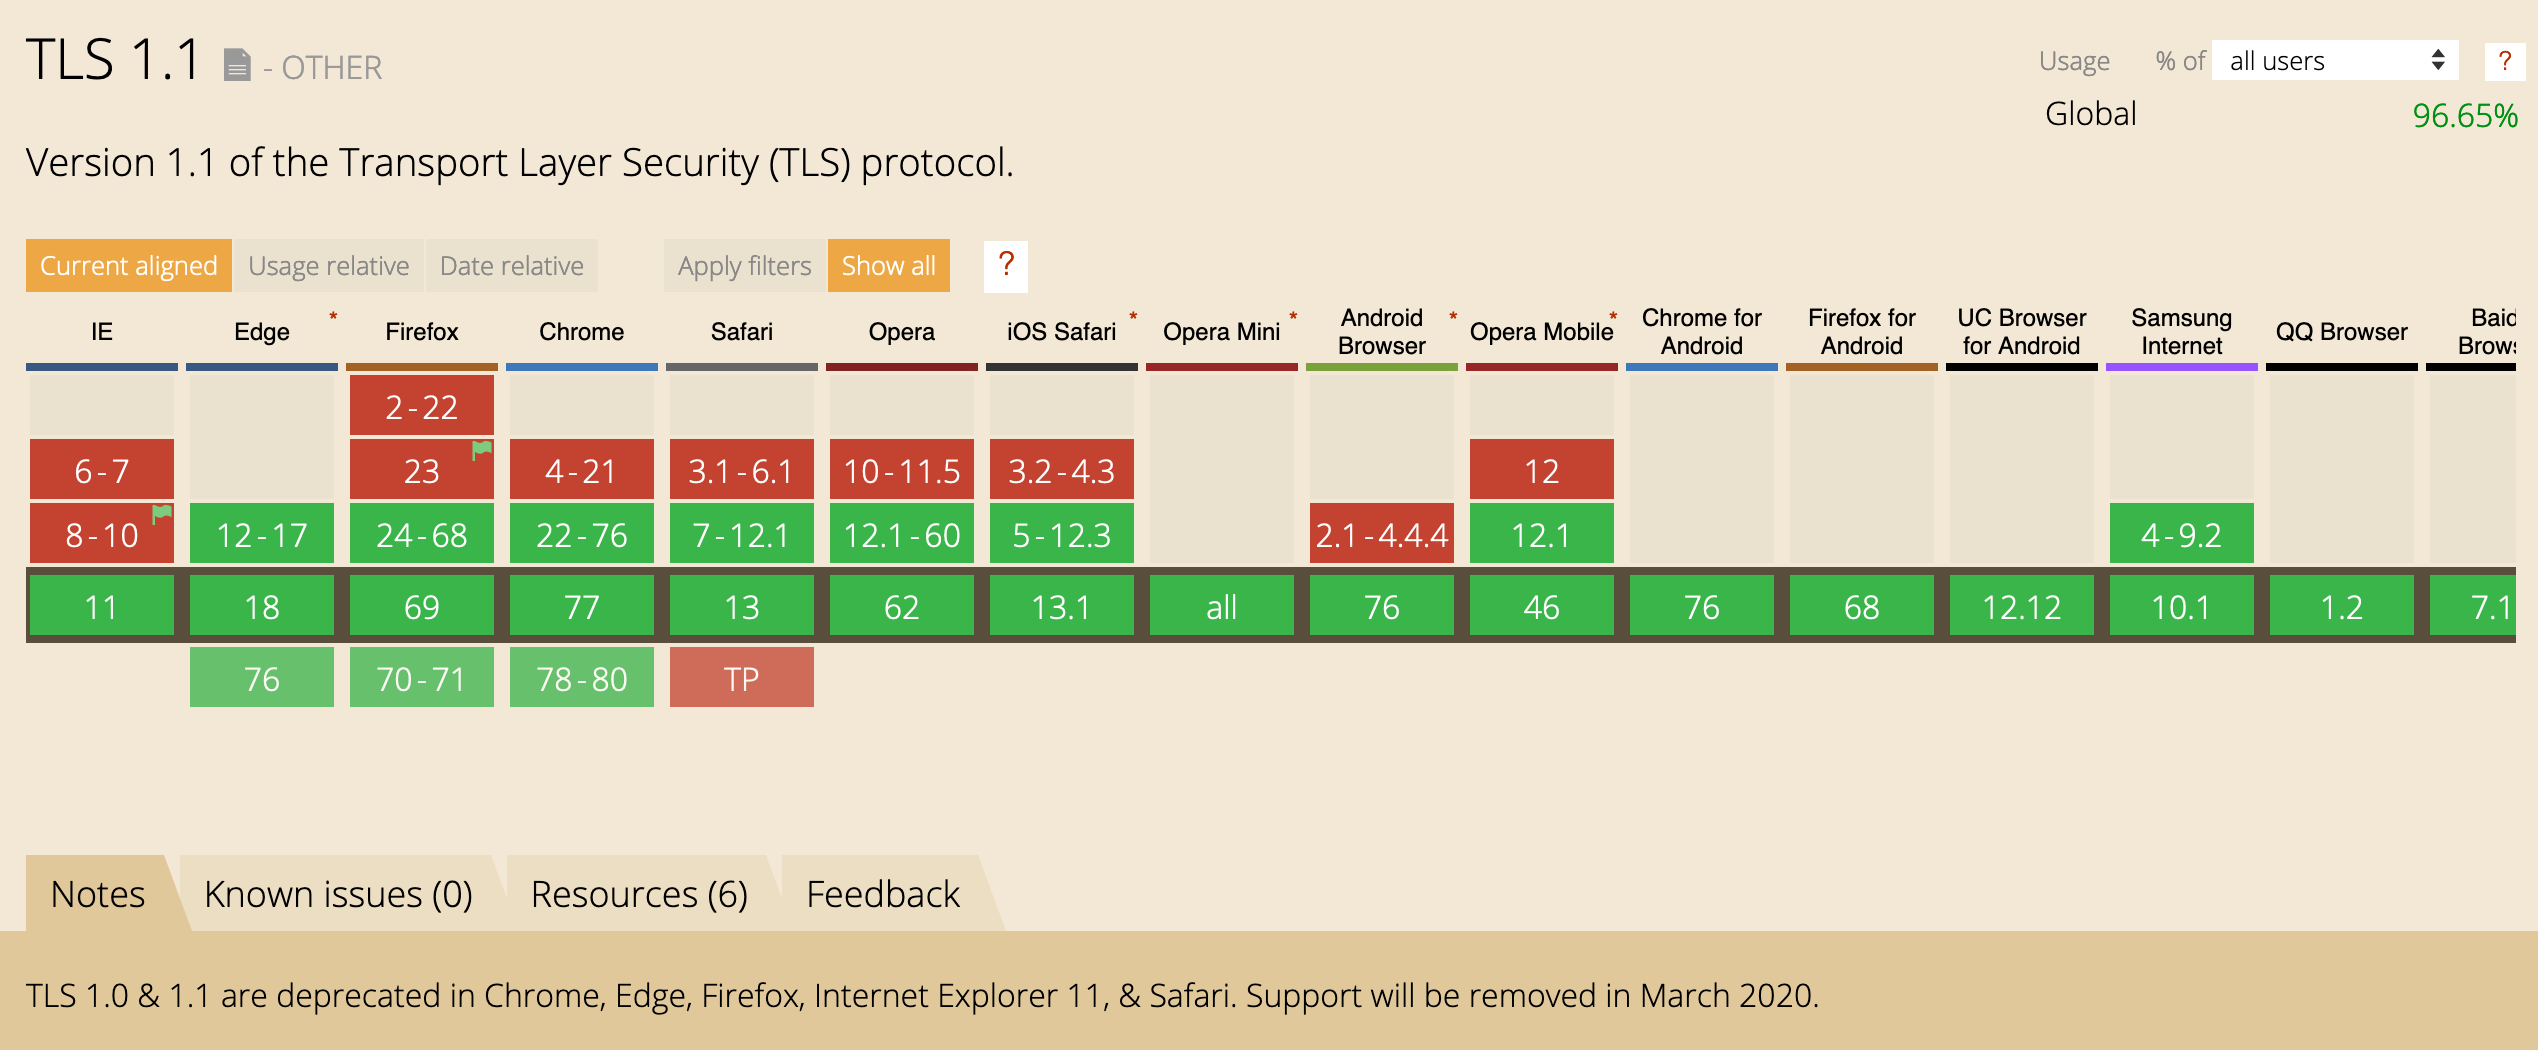 TLS 1.1 - OTHER
Usage % of all users ?
Global 96.65%
Version 1.1 of the Transport Layer Security (TLS) protocol.
Current aligned Usage relative Date relative Apply filters Show all ?
IE Edge * Firefox Chrome Safari Opera iOS Safari * Opera Mini * Android Browser * Opera Mobile * Chrome for Android Firefox for Android UC Browser for Android Samsung Internet QQ Browser Baid Brows
2-22
6-7 23 4-21 3.1-6.1 10-11.5 3.2-4.3 12
8-10 12-17 24-68 22-76 7-12.1 12.1-60 5-12.3 2.1-4.4.4 12.1 4-9.2
11 18 69 77 13 62 13.1 all 76 46 76 68 12.12 10.1 1.2 7.1
76 70-71 78-80 TP
Notes Known issues (0) Resources (6) Feedback
TLS 1.0 & 1.1 are deprecated in Chrome, Edge, Firefox, Internet Explorer 11, & Safari. Support will be removed in March 2020.